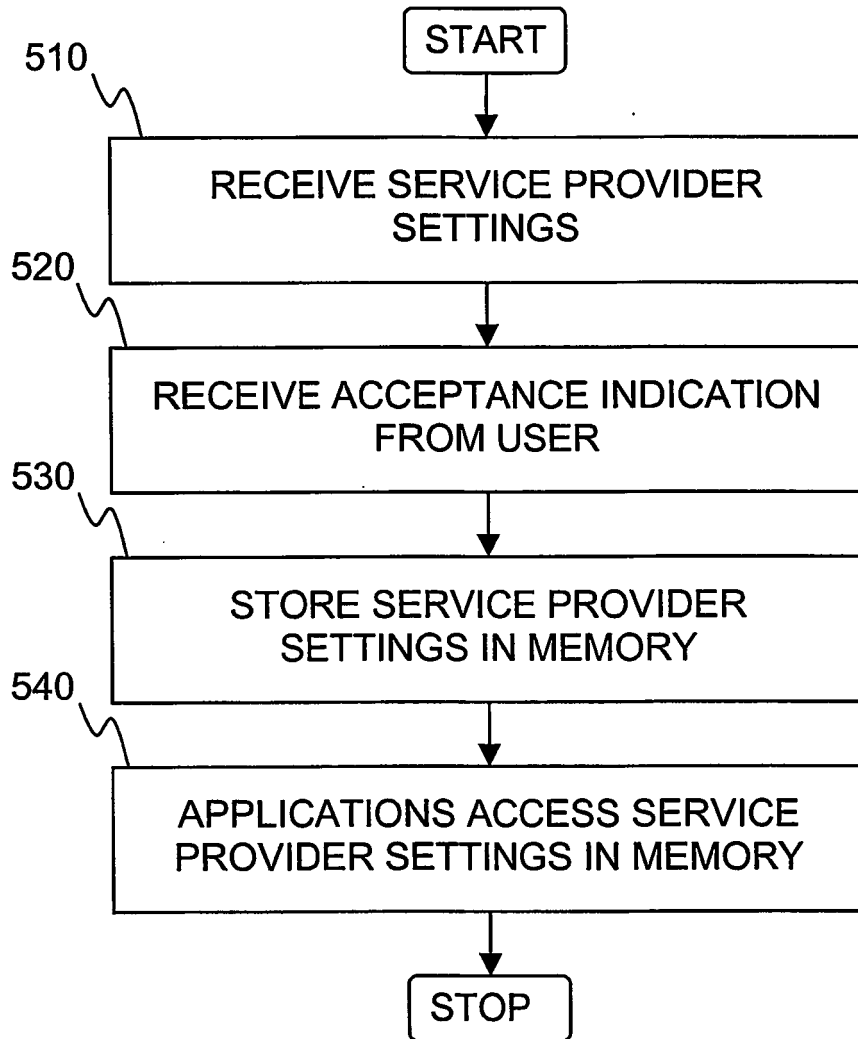 START
510
RECEIVE SERVICE PROVIDER
SETTINGS
520
RECEIVE ACCEPTANCE INDICATION
FROM USER
530
STORE SERVICE PROVIDER
SETTINGS IN MEMORY
540
APPLICATIONS ACCESS SERVICE
PROVIDER SETTINGS IN MEMORY
STOP